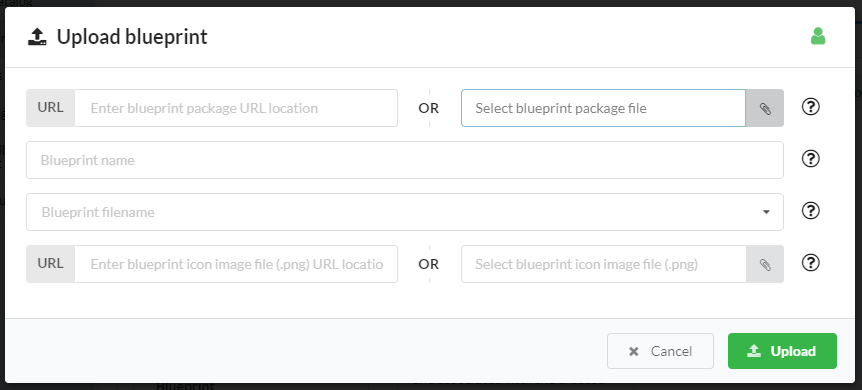 Upload blueprint
URL Enter blueprint package URL location OR Select blueprint package file
Blueprint name
Blueprint filename
URL Enter blueprint icon image file (.png) URL locatio OR Select blueprint icon image file (.png)
Cancel Upload
Blueprint